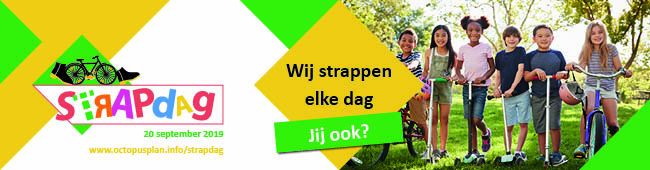 STRAPDAG
20 september 2019
www.octopusplan.info/strapdag
Wij strappen
elke dag
Jij ook?